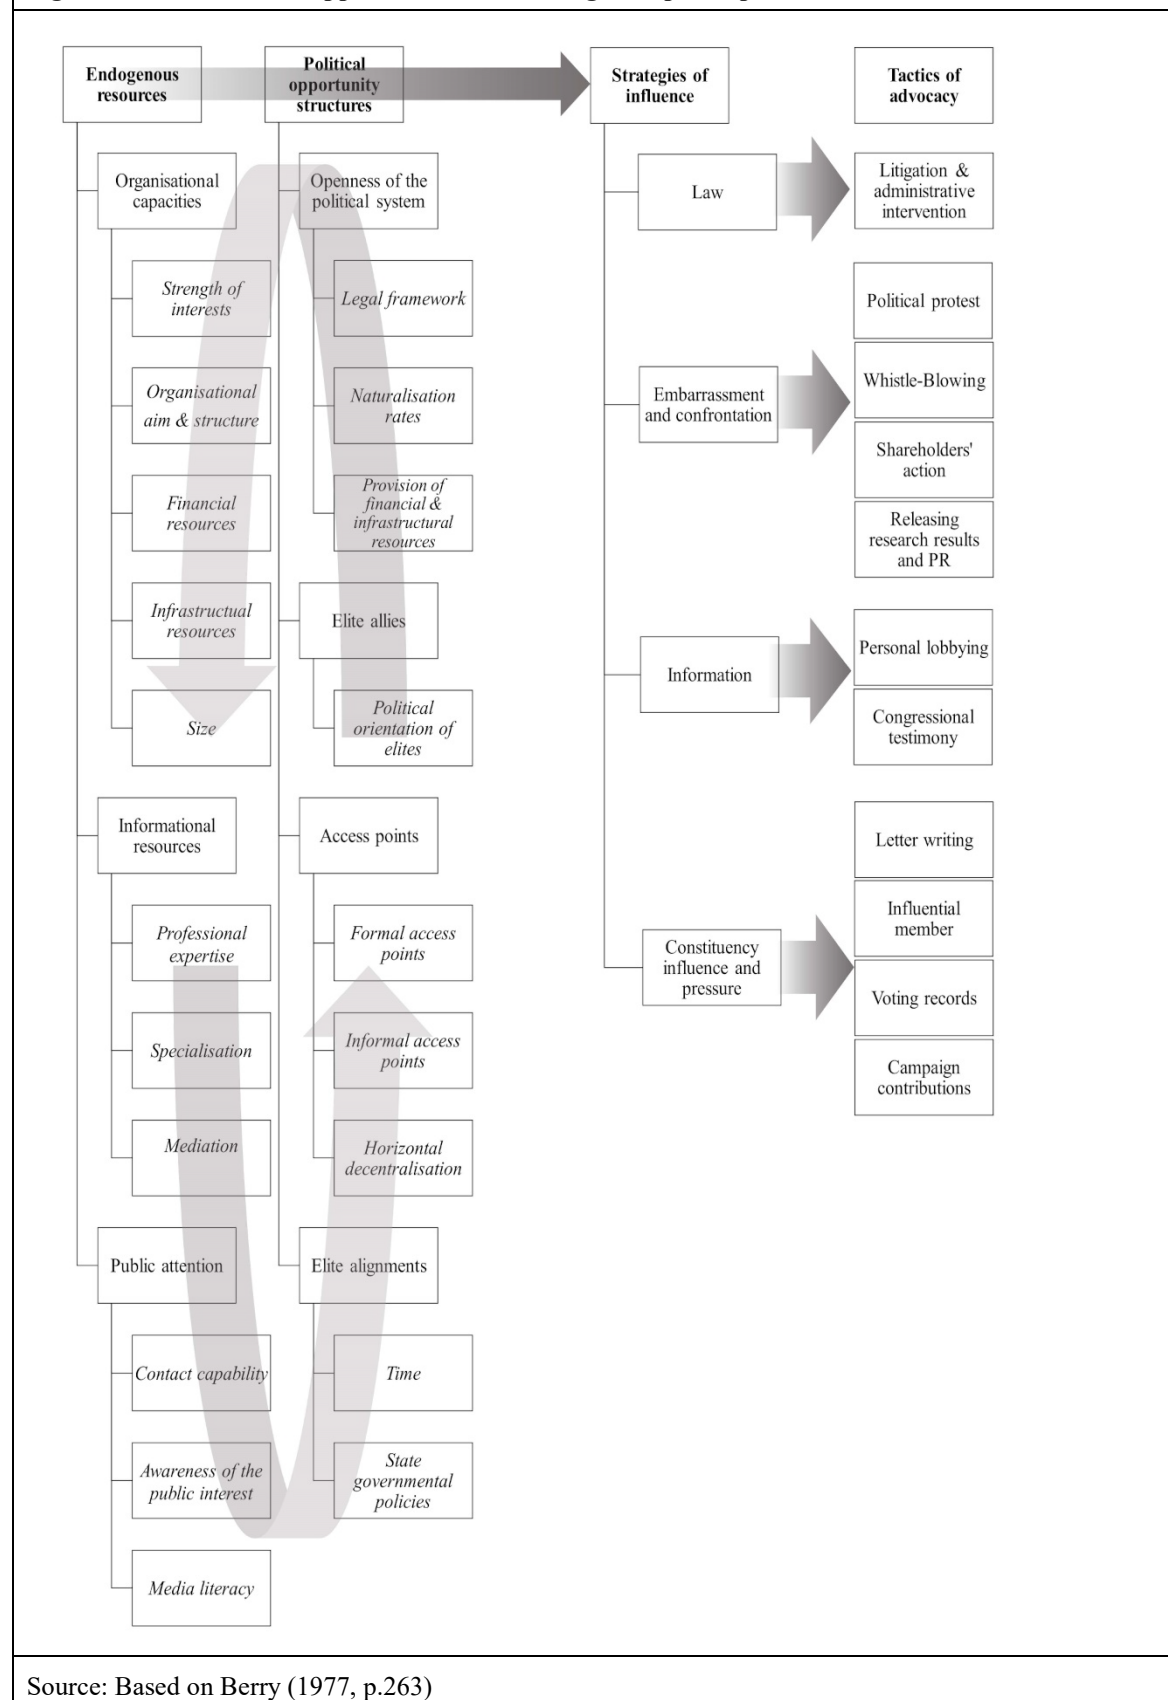 Endogenous
resources
Political
opportunity
structures
Strategies of
influence
Tactics of
advocacy
Organisational
capacities
Strength of
interests
Organisational
aim & structure
Financial
resources
Infrastructual
resources
Size
Informational
resources
Professional
expertise
Specialisation
Mediation
Public attention
Contact capability
Awareness of the
public interest
Media literacy
Openness of the
political system
Legal framework
Naturalisation
rates
Provision of
financial &
infrastructural
resources
Elite allies
Political
orientation of
elites
Access points
Formal access
points
Informal access
points
Horizontal
decentralisation
Elite alignments
Time
State
governmental
policies
Law
Embarrassment
and confrontation
Information
Constituency
influence and
pressure
Litigation &
administrative
intervention
Political protest
Whistle-Blowing
Shareholders'
action
Releasing
research results
and PR
Personal lobbying
Congressional
testimony
Letter writing
Influential
member
Voting records
Campaign
contributions
Source: Based on Berry (1977, p.263)